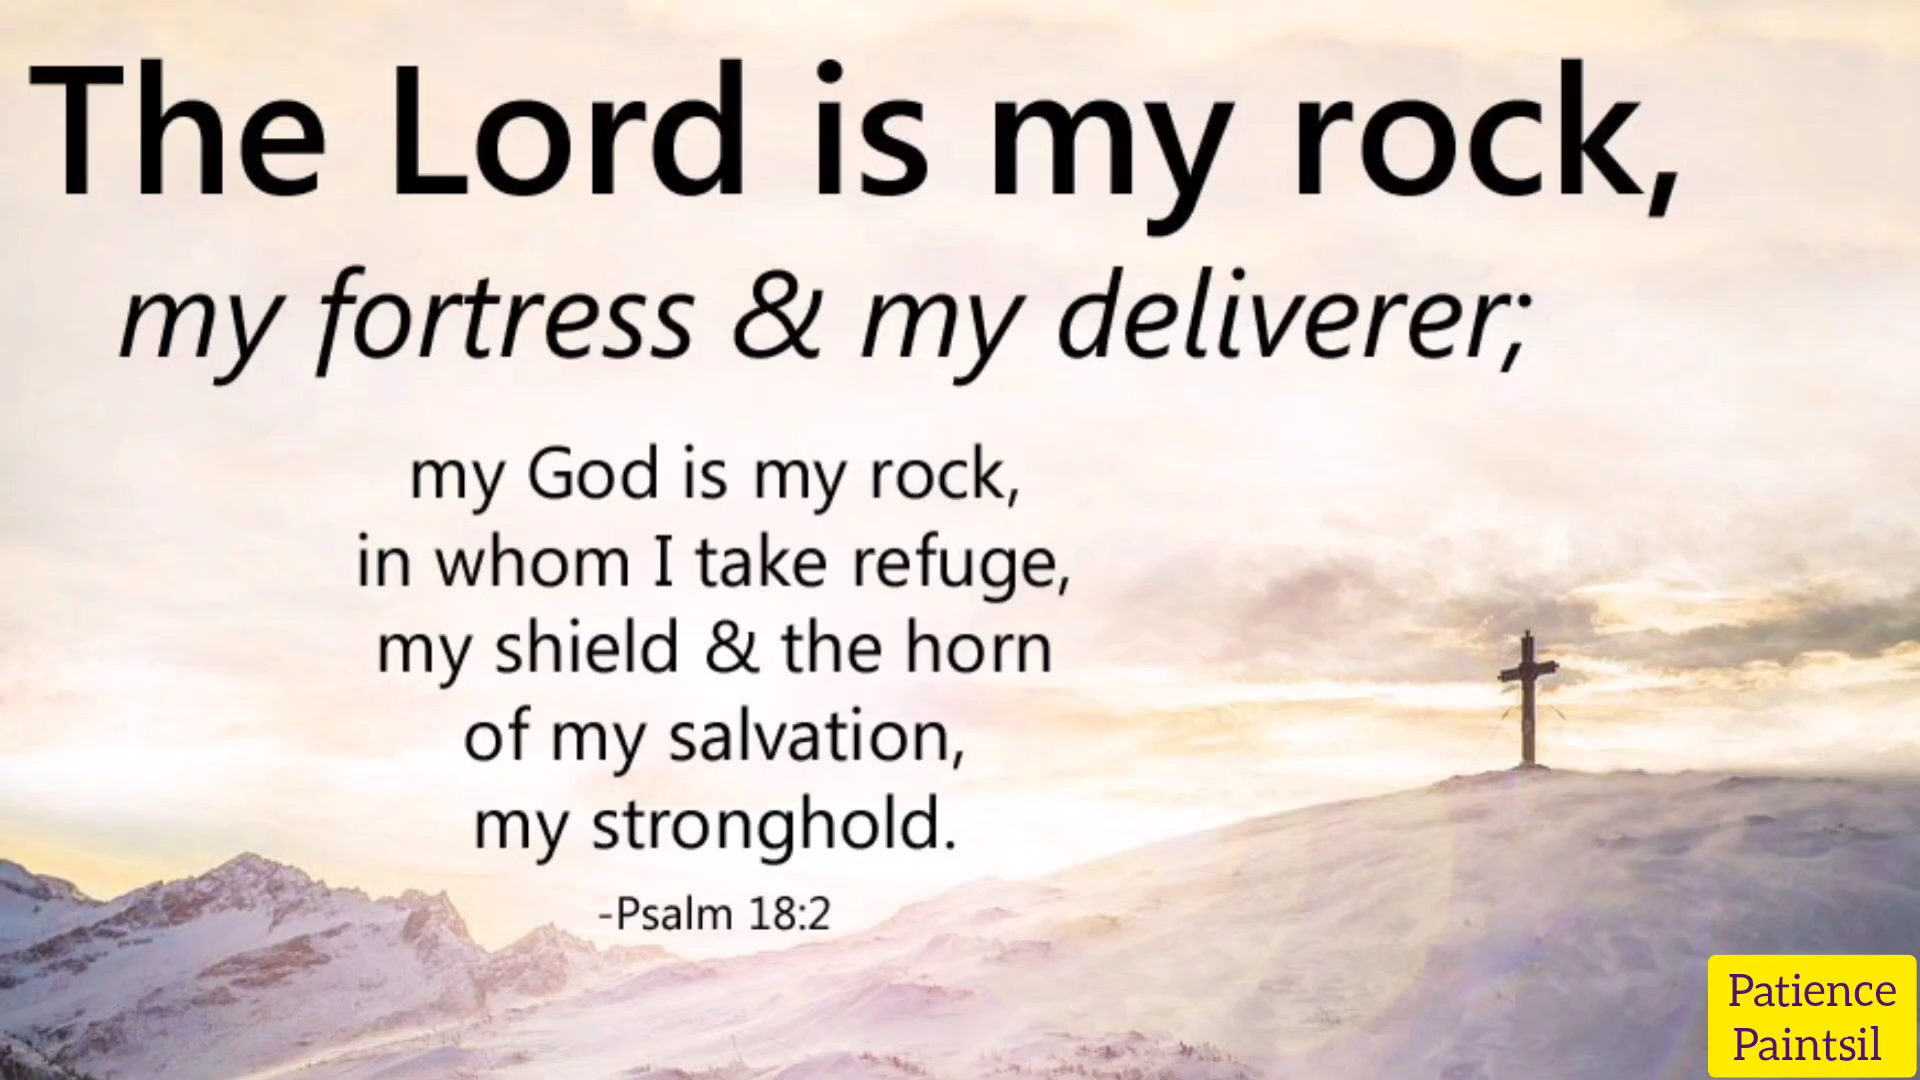 The Lord is my rock,
my fortress & my deliverer;
my God is my rock,
in whom I take refuge,
my shield & the horn
of my salvation,
my stronghold.
-Psalm 18:2
Patience
Paintsil